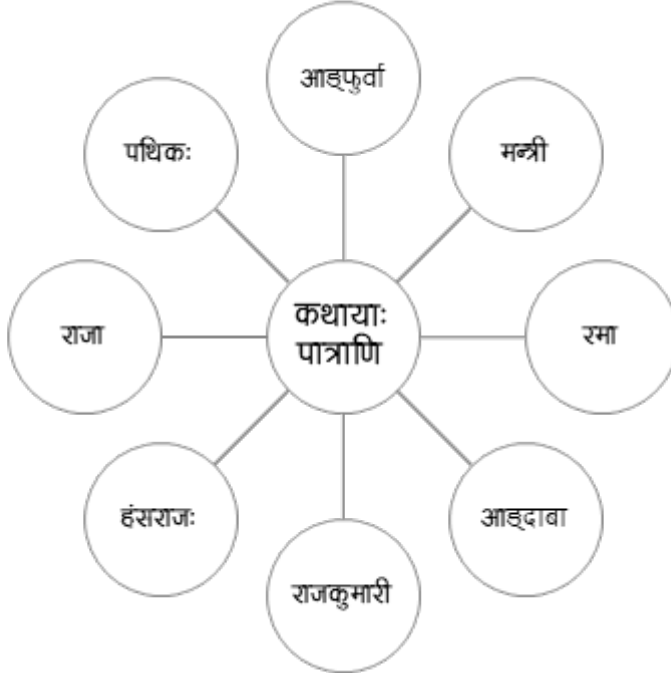 आङ्फुर्वा
पथिकः
मन्त्री
राजा
कथायाः
पात्राणि
रमा
हंसराजः
आङ्दाबा
राजकुमारी